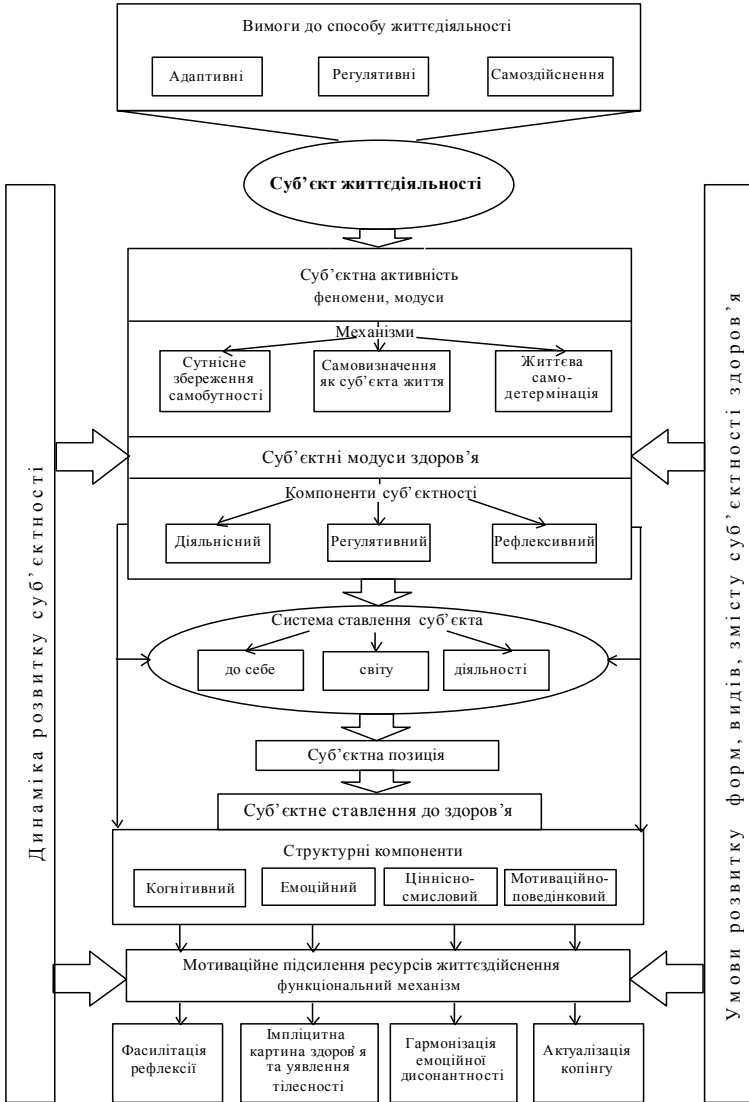 Вимоги до способу життєдіяльності
Адаптивні
Регулятивні
Самоздійснення
Суб’єкт життєдіяльності
Суб’єктна активність
феномени, модуси
Механізми
Сутнісне
збереження
самобутності
Самовизначення
як суб’єкта життя
Життєва
само-
детермінація
Суб’єктні модуси здоров’я
Компоненти суб’єктності
Діяльнісний
Регулятивний
Рефлексивний
Система ставлення суб’єкта
до себе
світу
діяльності
Суб’єктна позиція
Суб’єктне ставлення до здоров’я
Структурні компоненти
Когнітивний
Емоційний
Ціннісно-
смисловий
Мотиваційно-
поведінковий
Мотиваційне підсилення ресурсів життєздійснення
функціональний механізм
Фасилітація
рефлексії
Імпліцитна
картина здоров’я
та уявлення
тілесності
Гармонізація
емоційної
дисонантності
Актуалізація
копінгу
Динаміка розвитку суб’єктності
Умови розвитку форм, видів, змісту суб’єктності здоров’я